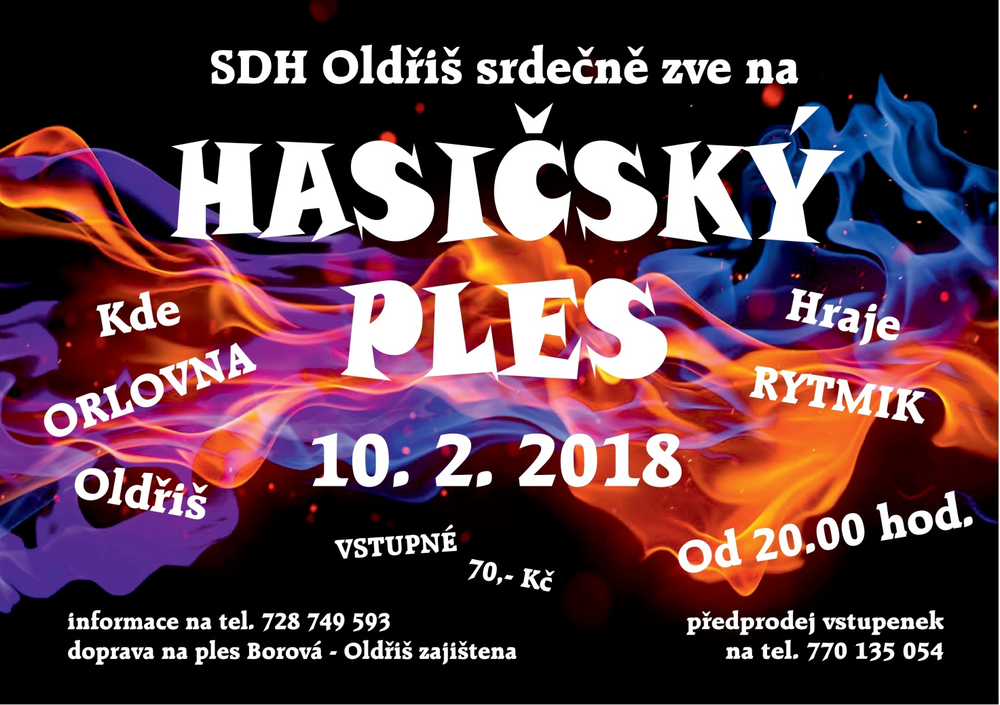 SDH Oldřiš srdečně zve na
HASIČSKÝ
PLES
Kde
ORLOVNA
Oldřiš
Hraje
RYTMIK
10. 2. 2018
Od 20.00 hod.
VSTUPNÉ
70,- Kč
informace na tel. 728 749 593
doprava na ples Borová - Oldřiš zajištena
předprodej vstupenek
na tel. 770 135 054